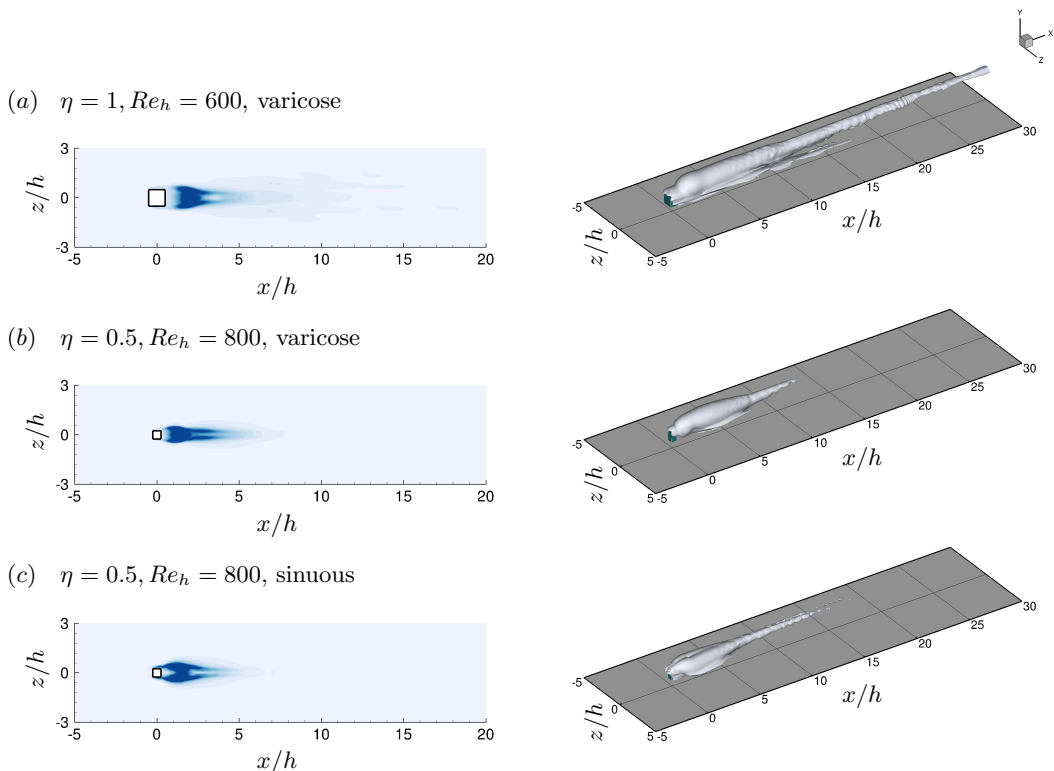 Y
X
Z
(a) η = 1, Re_h = 600, varicose
3
z/h
0
-3
-5 0 5 10 15 20
x/h
-5
0
5
z/h
-5 0 5 10 15 20 25 30
x/h
(b) η = 0.5, Re_h = 800, varicose
3
z/h
0
-3
-5 0 5 10 15 20
x/h
-5
0
5
z/h
-5 0 5 10 15 20 25 30
x/h
(c) η = 0.5, Re_h = 800, sinuous
3
z/h
0
-3
-5 0 5 10 15 20
x/h
-5
0
5
z/h
-5 0 5 10 15 20 25 30
x/h